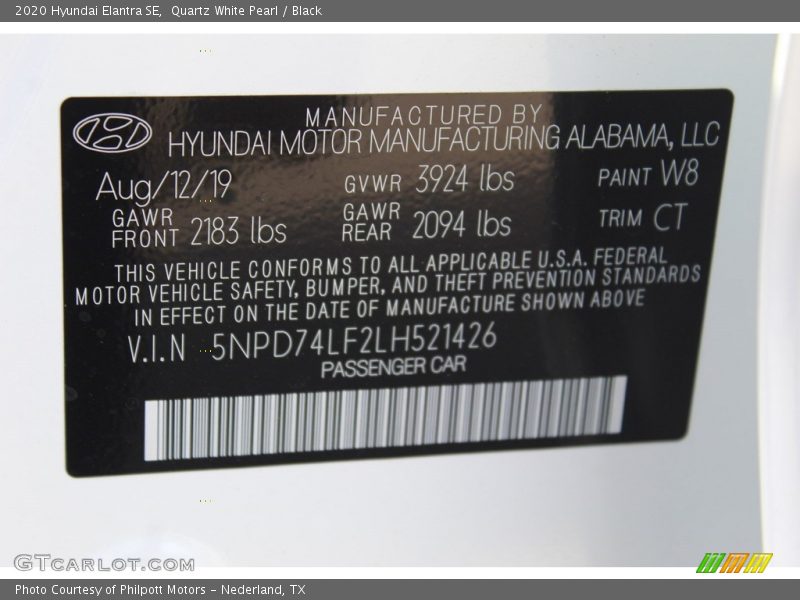 2020 Hyundai Elantra SE, Quartz White Pearl / Black
MANUFACTURED BY
HYUNDAI MOTOR MANUFACTURING ALABAMA, LLC
Aug/12/19 GVWR 3924 lbs PAINT W8
GAWR FRONT 2183 lbs GAWR REAR 2094 lbs TRIM CT
THIS VEHICLE CONFORMS TO ALL APPLICABLE U.S.A. FEDERAL
MOTOR VEHICLE SAFETY, BUMPER, AND THEFT PREVENTION STANDARDS
IN EFFECT ON THE DATE OF MANUFACTURE SHOWN ABOVE
V.I.N 5NPD74LF2LH521426
PASSENGER CAR
GTCARLOT.COM
Photo Courtesy of Philpott Motors - Nederland, TX